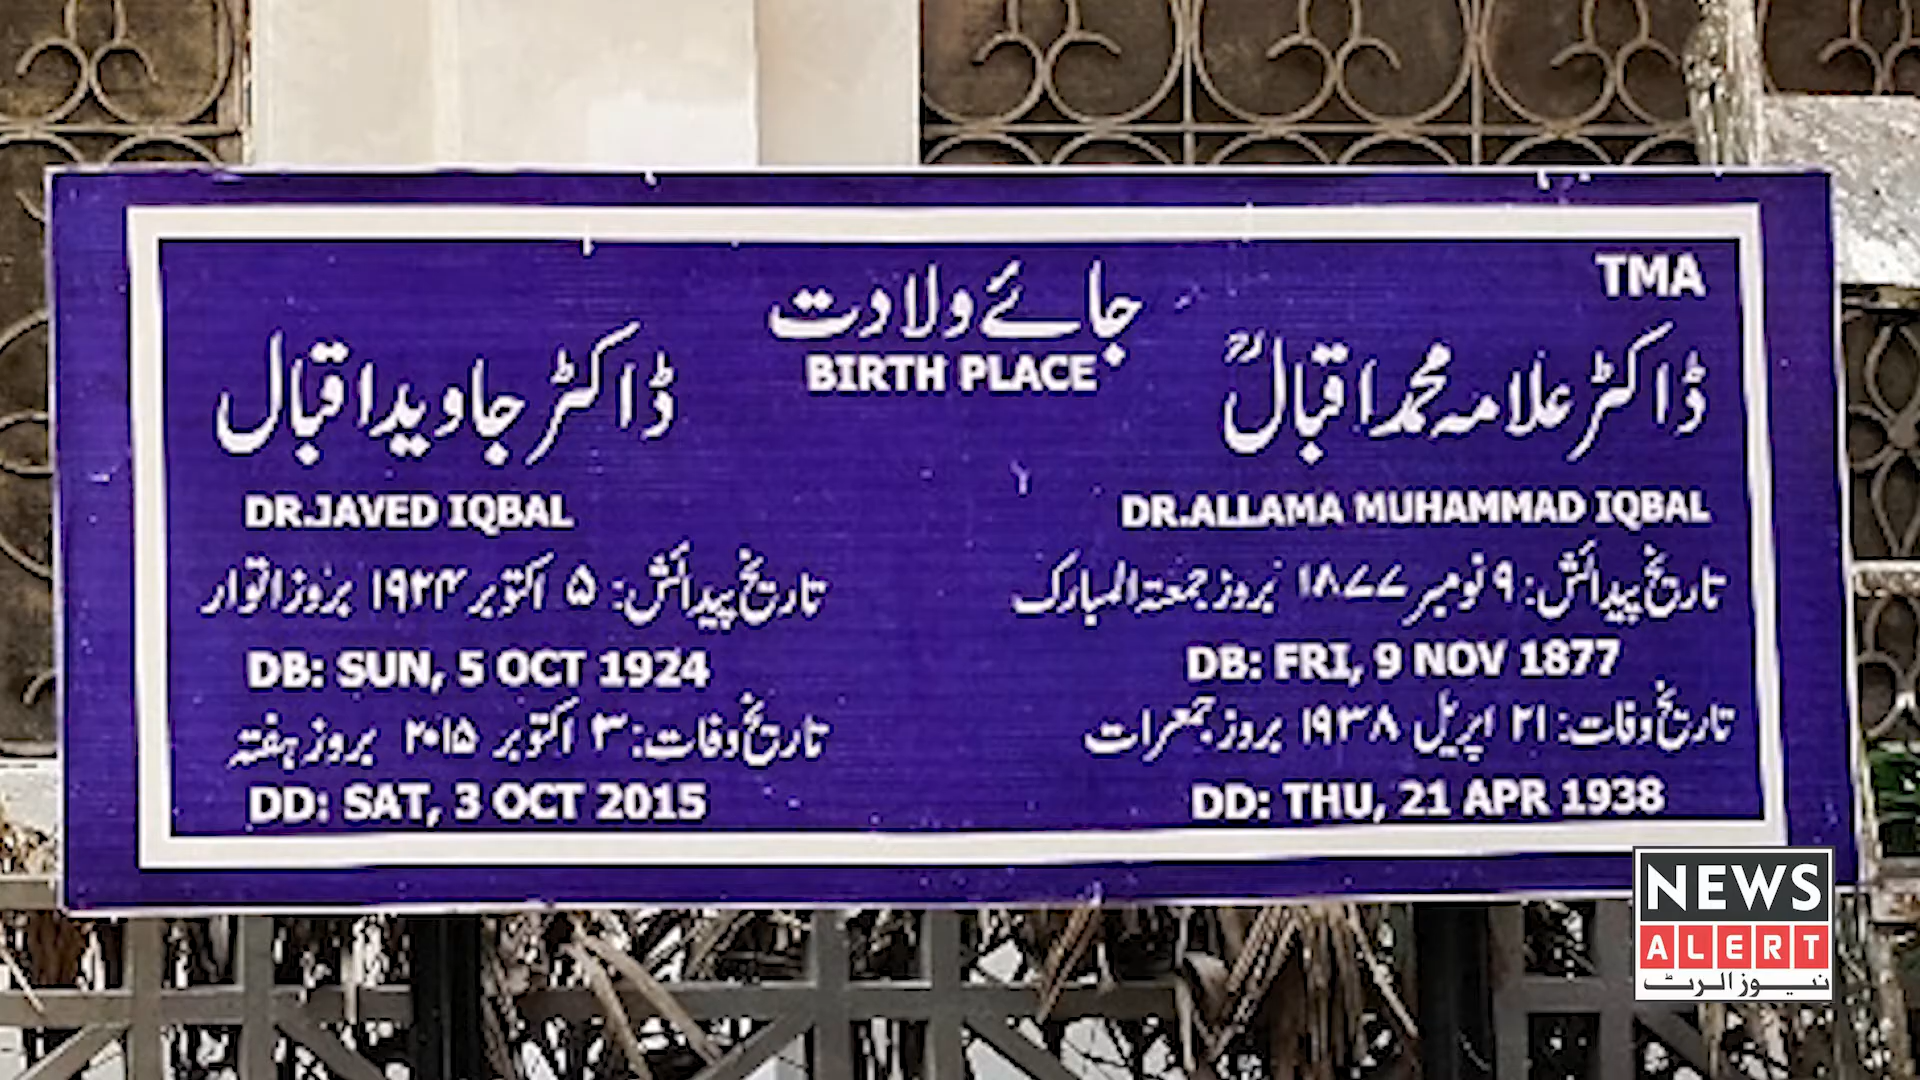 TMA
جائے ولادت
BIRTH PLACE
ڈاکٹر علامہ محمد اقبالؒ
DR.ALLAMA MUHAMMAD IQBAL
تاریخ پیدائش: ۹ نومبر ۱۸۷۷ بروز جمعۃ المبارک
DB: FRI, 9 NOV 1877
تاریخ وفات: ۲۱ اپریل ۱۹۳۸ بروز جمعرات
DD: THU, 21 APR 1938
ڈاکٹر جاوید اقبال
DR.JAVED IQBAL
تاریخ پیدائش: ۵ اکتوبر ۱۹۲۴ بروز اتوار
DB: SUN, 5 OCT 1924
تاریخ وفات: ۳ اکتوبر ۲۰۱۵ بروز ہفتہ
DD: SAT, 3 OCT 2015
NEWS
ALERT
نیوز الرٹ